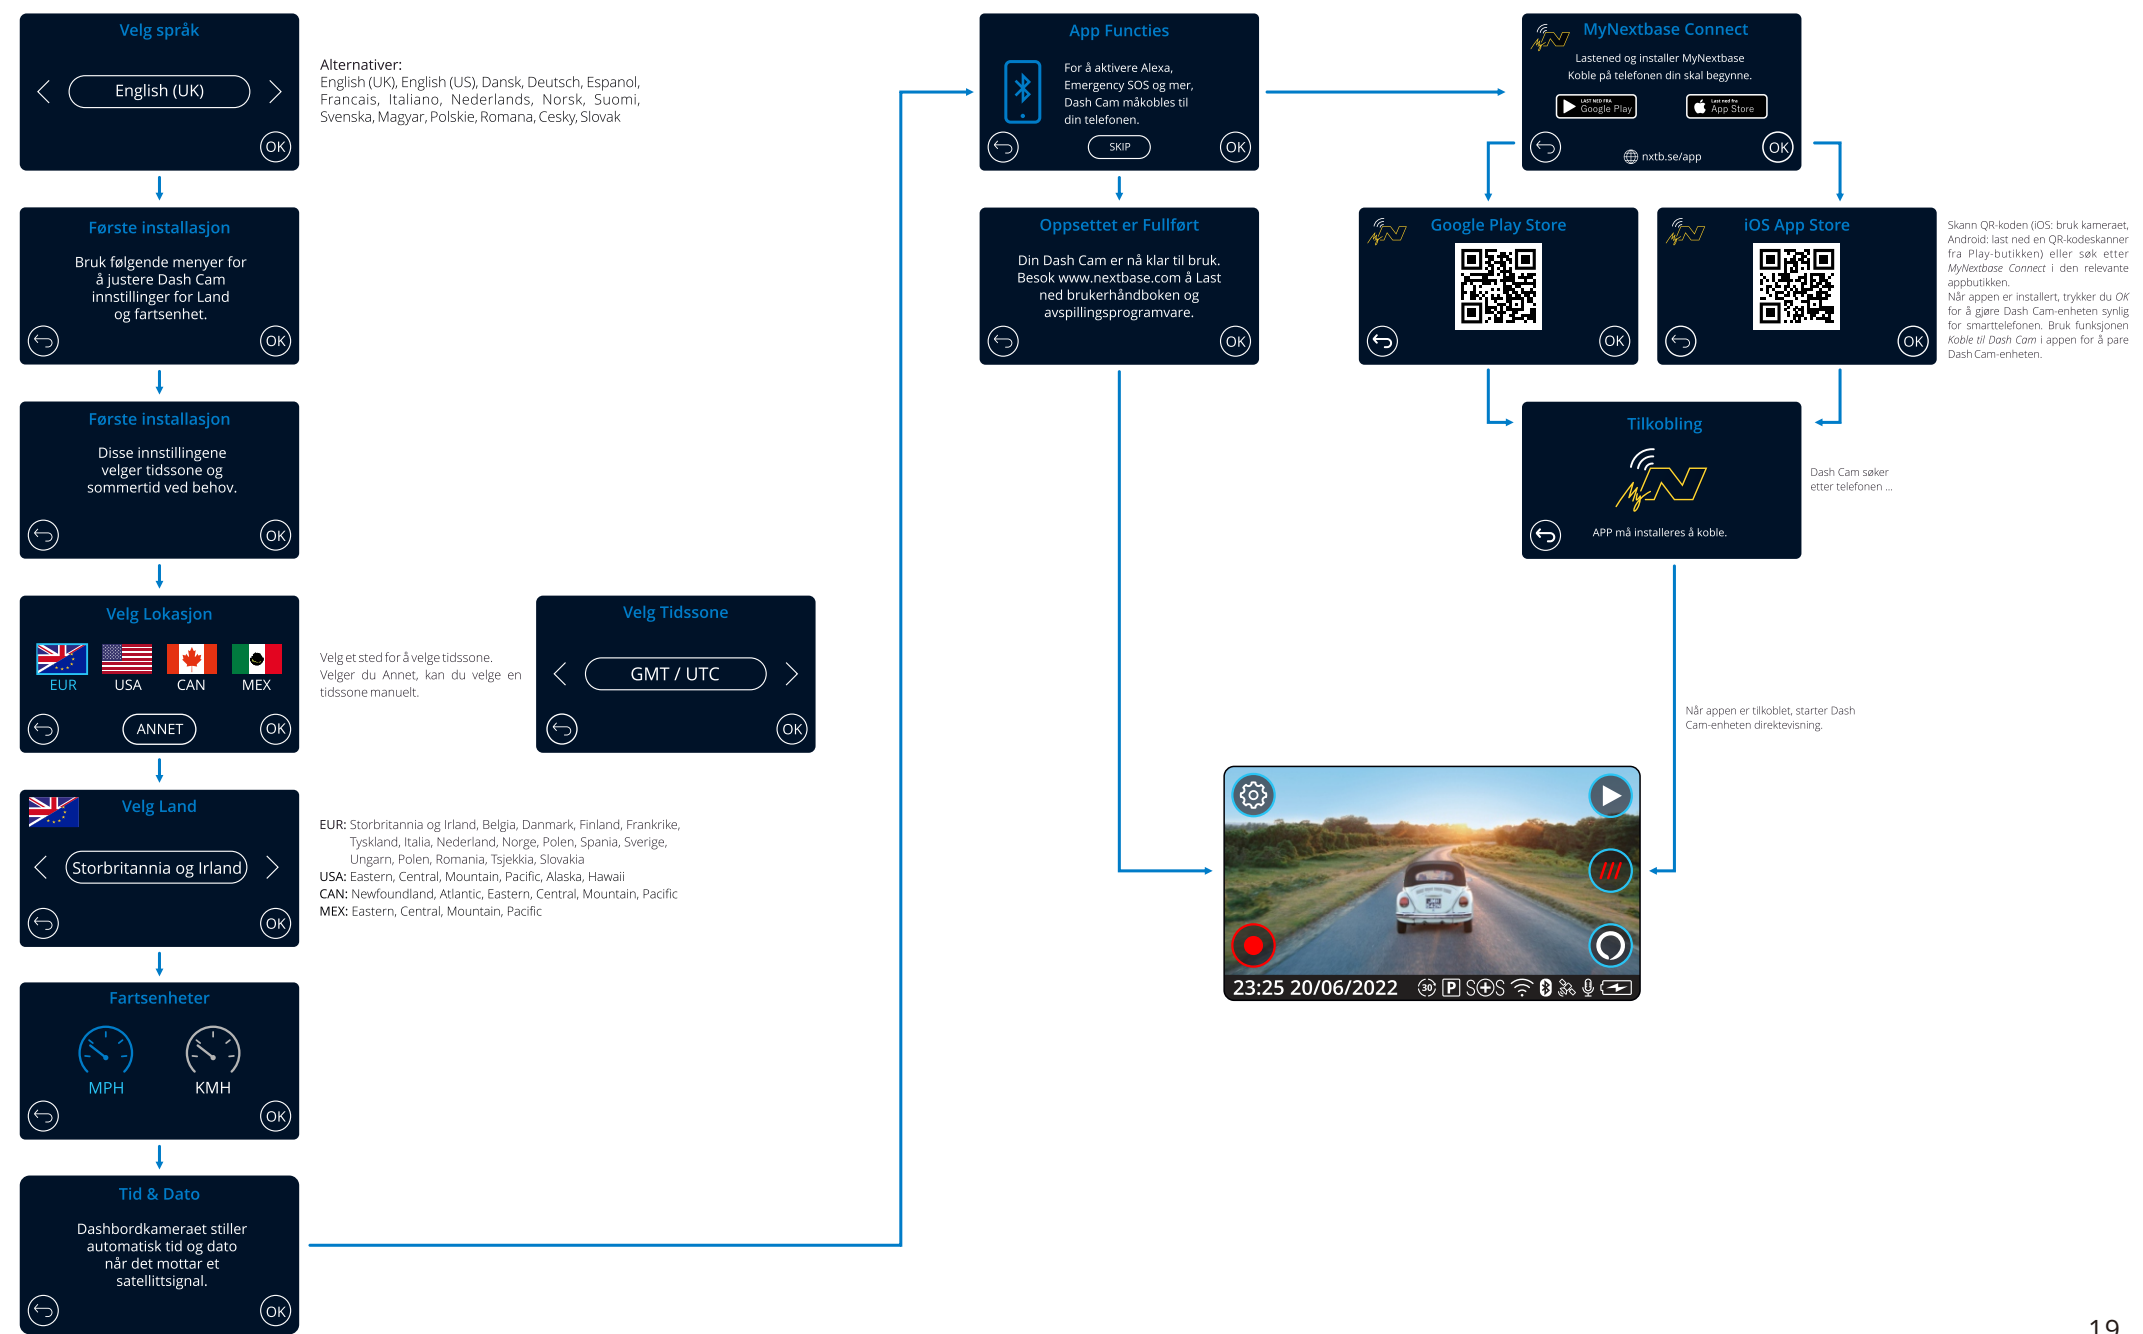 Velg språk
English (UK)
OK
Alternativer:
English (UK), English (US), Dansk, Deutsch, Espanol,
Francais, Italiano, Nederlands, Norsk, Suomi,
Svenska, Magyar, Polskie, Romana, Cesky, Slovak
Første installasjon
Bruk følgende menyer for
å justere Dash Cam
innstillinger for Land
og fartsenhet.
OK
Første installasjon
Disse innstillingene
velger tidssone og
sommertid ved behov.
OK
Velg Lokasjon
EUR USA CAN MEX
ANNET
OK
Velg et sted for å velge tidssone.
Velger du Annet, kan du velge en
tidssone manuelt.
Velg Tidssone
GMT / UTC
OK
Velg Land
Storbritannia og Irland
OK
EUR: Storbritannia og Irland, Belgia, Danmark, Finland, Frankrike,
Tyskland, Italia, Nederland, Norge, Polen, Spania, Sverige,
Ungarn, Polen, Romania, Tsjekkia, Slovakia
USA: Eastern, Central, Mountain, Pacific, Alaska, Hawaii
CAN: Newfoundland, Atlantic, Eastern, Central, Mountain, Pacific
MEX: Eastern, Central, Mountain, Pacific
Fartsenheter
MPH KMH
OK
Tid & Dato
Dashbordkameraet stiller
automatisk tid og dato
når det mottar et
satellittsignal.
OK
App Functies
For å aktivere Alexa,
Emergency SOS og mer,
Dash Cam måkobles til
din telefonen.
SKIP
OK
Oppsettet er Fullført
Din Dash Cam er nå klar til bruk.
Besok www.nextbase.com å Last
ned brukerhåndboken og
avspillingsprogramvare.
OK
My N
MyNextbase Connect
Lastened og installer MyNextbase
Koble på telefonen din skal begynne.
LAST NED FRA
Google Play
Last ned fra
App Store
nxtb.se/app
OK
My N
Google Play Store
OK
My N
iOS App Store
OK
Skann QR-koden (iOS: bruk kameraet,
Android: last ned en QR-kodeskanner
fra Play-butikken) eller søk etter
MyNextbase Connect i den relevante
appbutikken.
Når appen er installert, trykker du OK
for å gjøre Dash Cam-enheten synlig
for smarttelefonen. Bruk funksjonen
Koble til Dash Cam i appen for å pare
Dash Cam-enheten.
Tilkobling
My N
APP må installeres å koble.
Dash Cam søker
etter telefonen ...
Når appen er tilkoblet, starter Dash
Cam-enheten direktevisning.
23:25 20/06/2022 30 P SOS
19